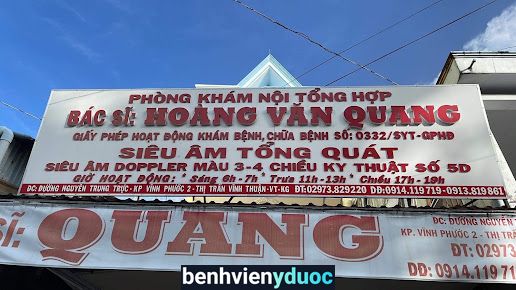 PHÒNG KHÁM NỘI TỔNG HỢP
BÁC SĨ: HOÀNG VĂN QUANG
GIẤY PHÉP HOẠT ĐỘNG KHÁM BỆNH, CHỮA BỆNH SỐ: 0332/SYT-GPHĐ
SIÊU ÂM TỔNG QUÁT
SIÊU ÂM DOPPLER MÀU 3-4 CHIỀU KỸ THUẬT SỐ 5D
GIỜ HOẠT ĐỘNG: * Sáng 6h - 7h * Trưa 11h - 13h * Chiều 17h - 19h
ĐC: ĐƯỜNG NGUYỄN TRUNG TRỰC - KP VĨNH PHƯỚC 2 - THỊ TRẤN VĨNH THUẬN - VT - KG ĐT: 02973.829220 DĐ: 0914.119.719 - 0913.819.861
SĨ: QUANG
ĐC: ĐƯỜNG NGUYỄN T
KP. VĨNH PHƯỚC 2 - THỊ TRẤ
ĐT: 02973
DĐ: 0914.119.71
benhvienyduoc